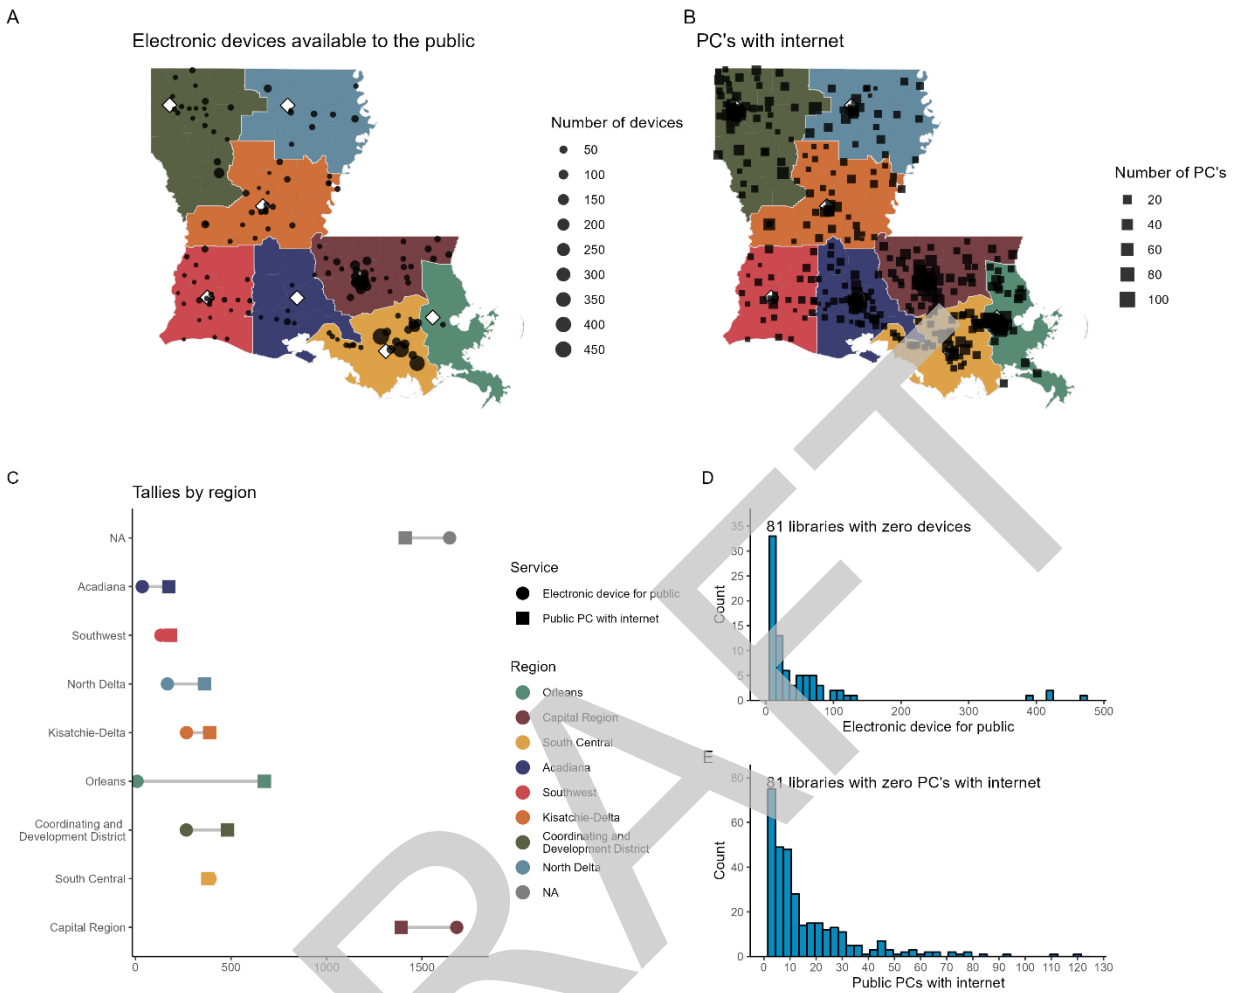 A
Electronic devices available to the public
Number of devices
50
100
150
200
250
300
350
400
450
B
PC's with internet
Number of PC's
20
40
60
80
100
C
Tallies by region
NA
Acadiana
Southwest
North Delta
Kisatchie-Delta
Orleans
Coordinating and
Development District
South Central
Capital Region
0 500 1000 1500
Service
Electronic device for public
Public PC with internet
Region
Orleans
Capital Region
South Central
Acadiana
Southwest
Kisatchie-Delta
Coordinating and
Development District
North Delta
NA
D
81 libraries with zero devices
Count
35
30
25
20
15
10
5
0
0 100 200 300 400 500
Electronic device for public
E
81 libraries with zero PC's with internet
Count
80
60
40
20
0
0 10 20 30 40 50 60 70 80 90 100 110 120 130
Public PCs with internet
DRAFT